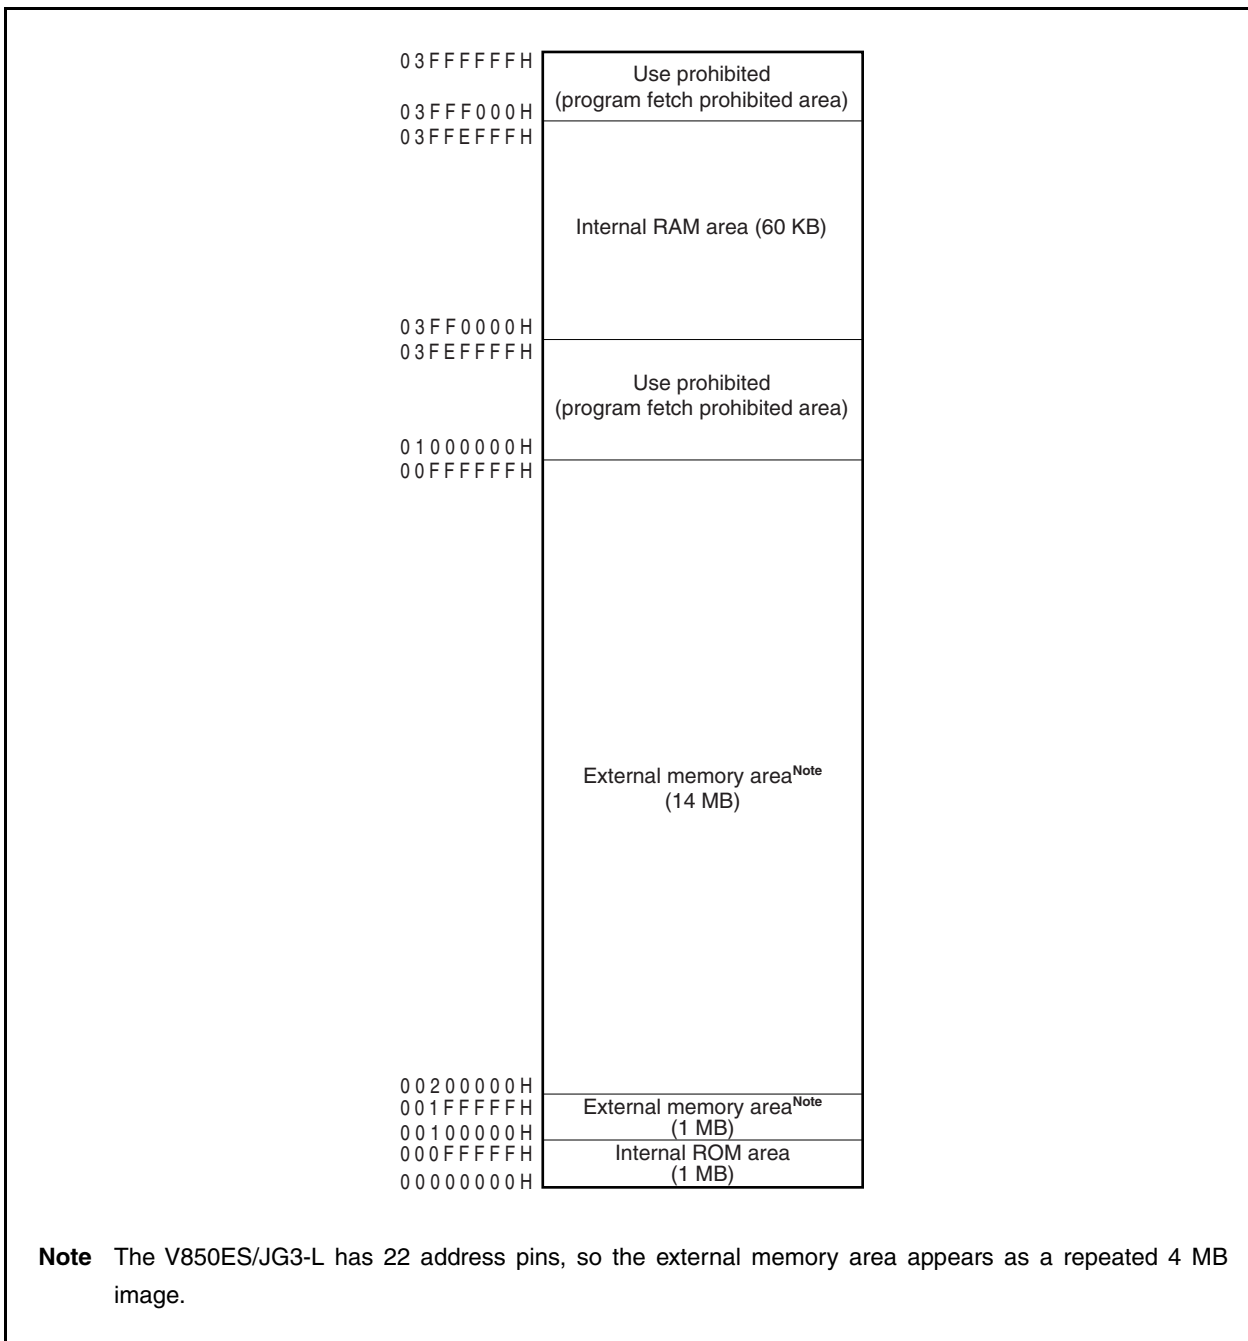 03FFFFFFH
Use prohibited
(program fetch prohibited area)
03FFF000H
03FFEFFFH
Internal RAM area (60 KB)
03FF0000H
03FEFFFFH
Use prohibited
(program fetch prohibited area)
01000000H
00FFFFFFH
External memory areaNote
(14 MB)
00200000H
001FFFFFH
External memory areaNote
(1 MB)
00100000H
000FFFFFH
Internal ROM area
(1 MB)
00000000H
Note The V850ES/JG3-L has 22 address pins, so the external memory area appears as a repeated 4 MB
image.